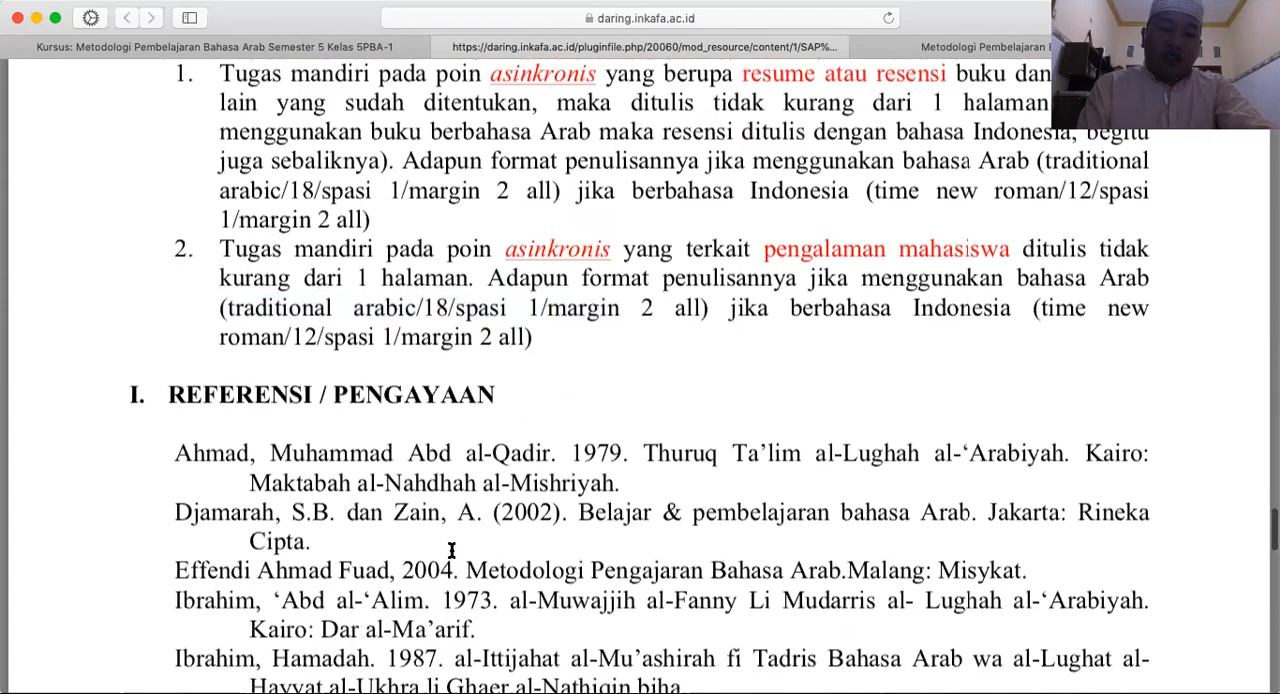 daring.inkafa.ac.id
Kursus: Metodologi Pembelajaran Bahasa Arab Semester 5 Kelas 5PBA-1
https://daring.inkafa.ac.id/pluginfile.php/20060/mod_resource/content/1/SAP%...
Metodologi Pembelajaran
1. Tugas mandiri pada poin asinkronis yang berupa resume atau resensi buku dan
lain yang sudah ditentukan, maka ditulis tidak kurang dari 1 halaman
menggunakan buku berbahasa Arab maka resensi ditulis dengan bahasa Indonesia, begitu
juga sebaliknya). Adapun format penulisannya jika menggunakan bahasa Arab (traditional
arabic/18/spasi 1/margin 2 all) jika berbahasa Indonesia (time new roman/12/spasi
1/margin 2 all)
2. Tugas mandiri pada poin asinkronis yang terkait pengalaman mahasiswa ditulis tidak
kurang dari 1 halaman. Adapun format penulisannya jika menggunakan bahasa Arab
(traditional arabic/18/spasi 1/margin 2 all) jika berbahasa Indonesia (time new
roman/12/spasi 1/margin 2 all)
I. REFERENSI / PENGAYAAN
Ahmad, Muhammad Abd al-Qadir. 1979. Thuruq Ta’lim al-Lughah al-‘Arabiyah. Kairo:
Maktabah al-Nahdhah al-Mishriyah.
Djamarah, S.B. dan Zain, A. (2002). Belajar & pembelajaran bahasa Arab. Jakarta: Rineka
Cipta.
Effendi Ahmad Fuad, 2004. Metodologi Pengajaran Bahasa Arab.Malang: Misykat.
Ibrahim, ‘Abd al-‘Alim. 1973. al-Muwajjih al-Fanny Li Mudarris al- Lughah al-‘Arabiyah.
Kairo: Dar al-Ma’arif.
Ibrahim, Hamadah. 1987. al-Ittijahat al-Mu’ashirah fi Tadris Bahasa Arab wa al-Lughat al-
Hayyat al-Ukhra li Ghaer al-Nathiqin biha